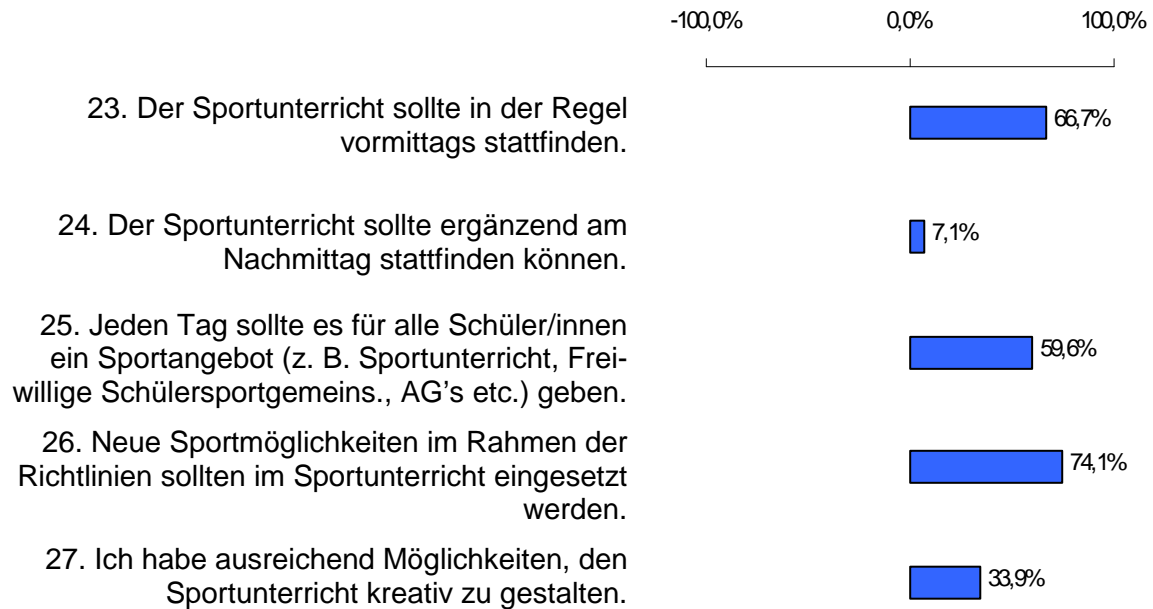 -100,0% 0,0% 100,0%
23. Der Sportunterricht sollte in der Regel
vormittags stattfinden.
66,7%
24. Der Sportunterricht sollte ergänzend am
Nachmittag stattfinden können.
7,1%
25. Jeden Tag sollte es für alle Schüler/innen
ein Sportangebot (z. B. Sportunterricht, Frei-
willige Schülersportgemeins., AG's etc.) geben.
59,6%
26. Neue Sportmöglichkeiten im Rahmen der
Richtlinien sollten im Sportunterricht eingesetzt
werden.
74,1%
27. Ich habe ausreichend Möglichkeiten, den
Sportunterricht kreativ zu gestalten.
33,9%